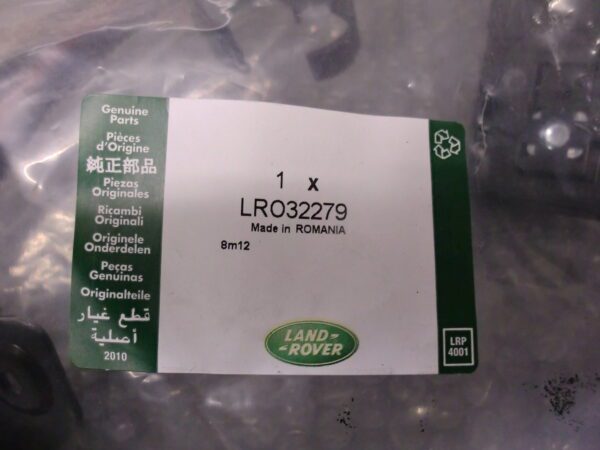 Genuine
Parts
Pièces
d'Origine
純正部品
Piezas
Originales
Ricambi
Originali
Originele
Onderdelen
Peças
Genuinas
Originalteile
قطع غيار
أصلية
2010
1 x
LR032279
Made in ROMANIA
8m12
LAND-
-ROVER
LRP
4001